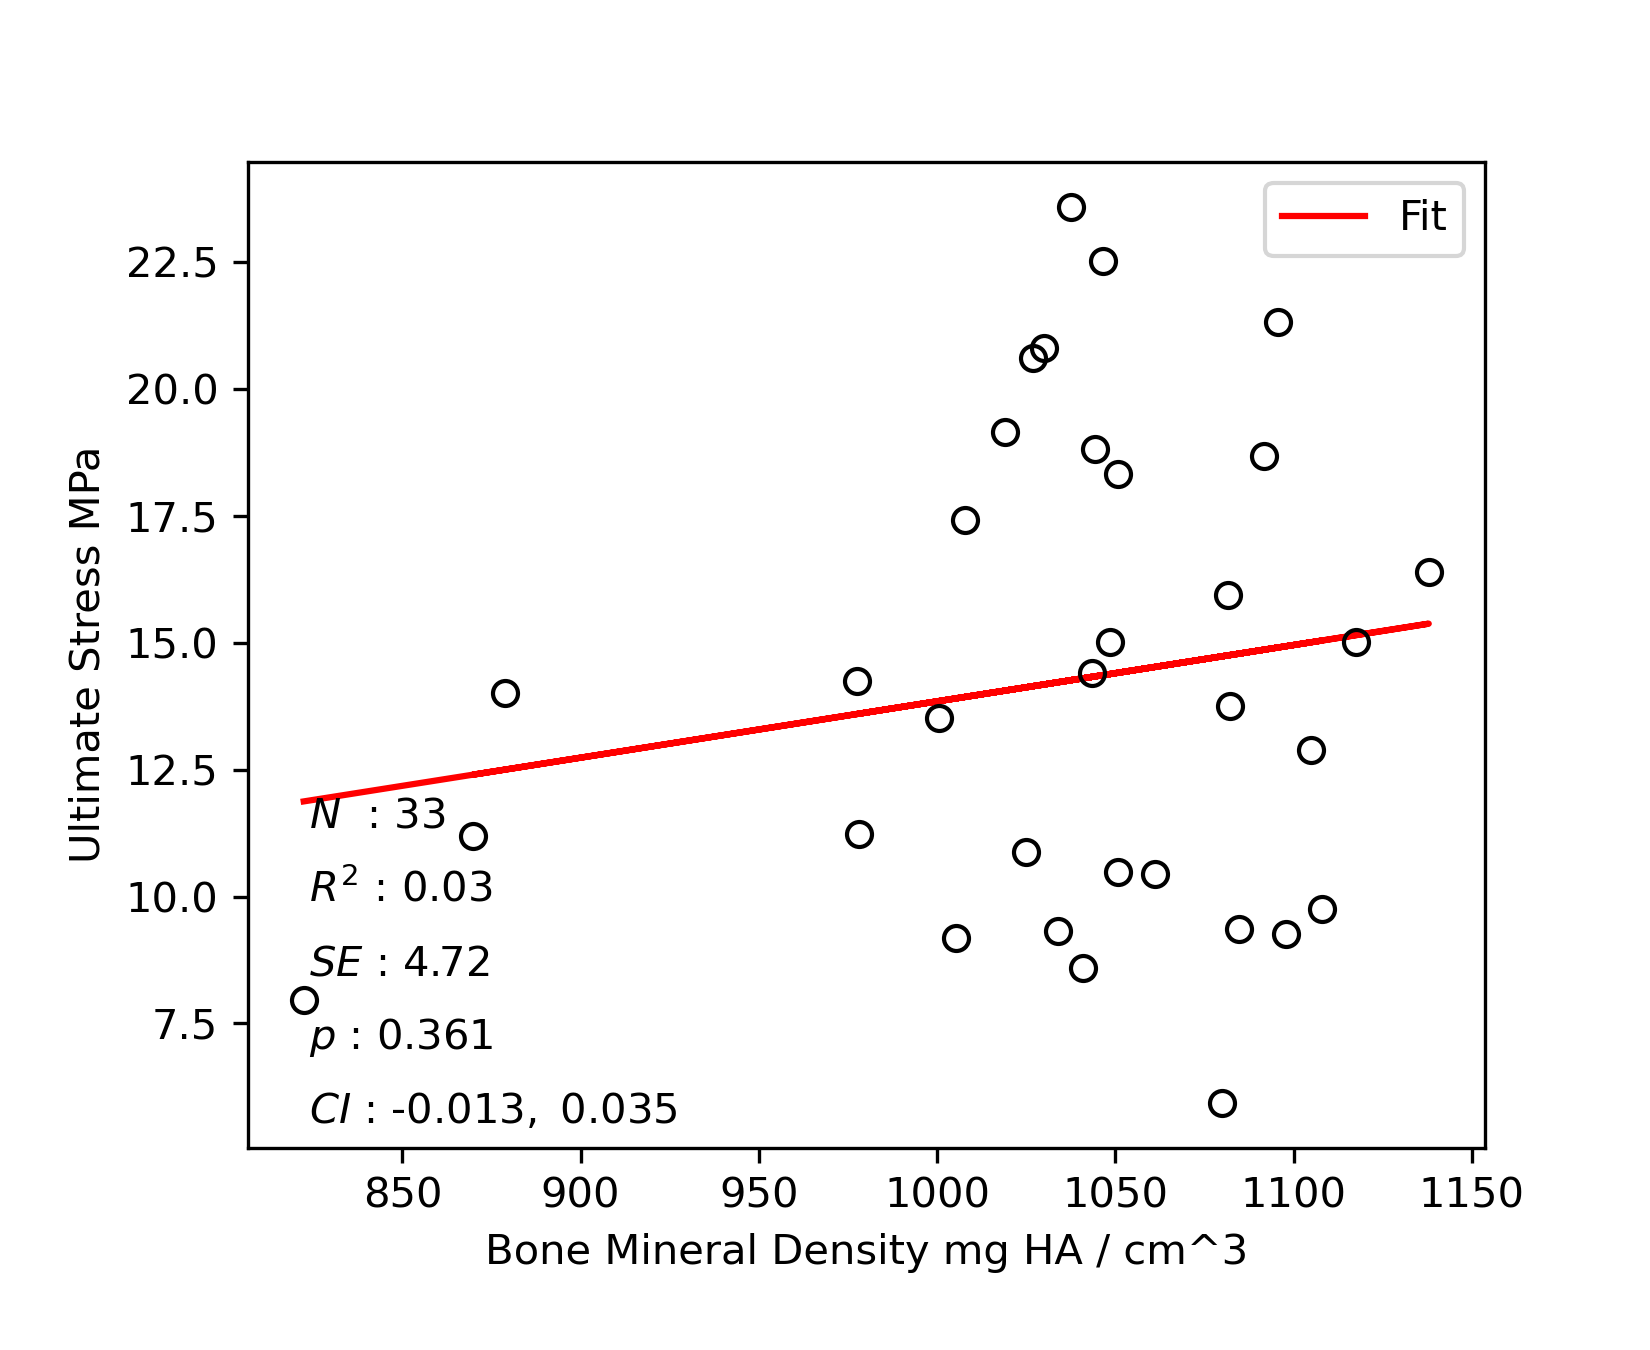 Fit
22.5
20.0
17.5
15.0
12.5
10.0
7.5
Ultimate Stress MPa
N : 33
R² : 0.03
SE : 4.72
p : 0.361
CI : -0.013, 0.035
850 900 950 1000 1050 1100 1150
Bone Mineral Density mg HA / cm^3